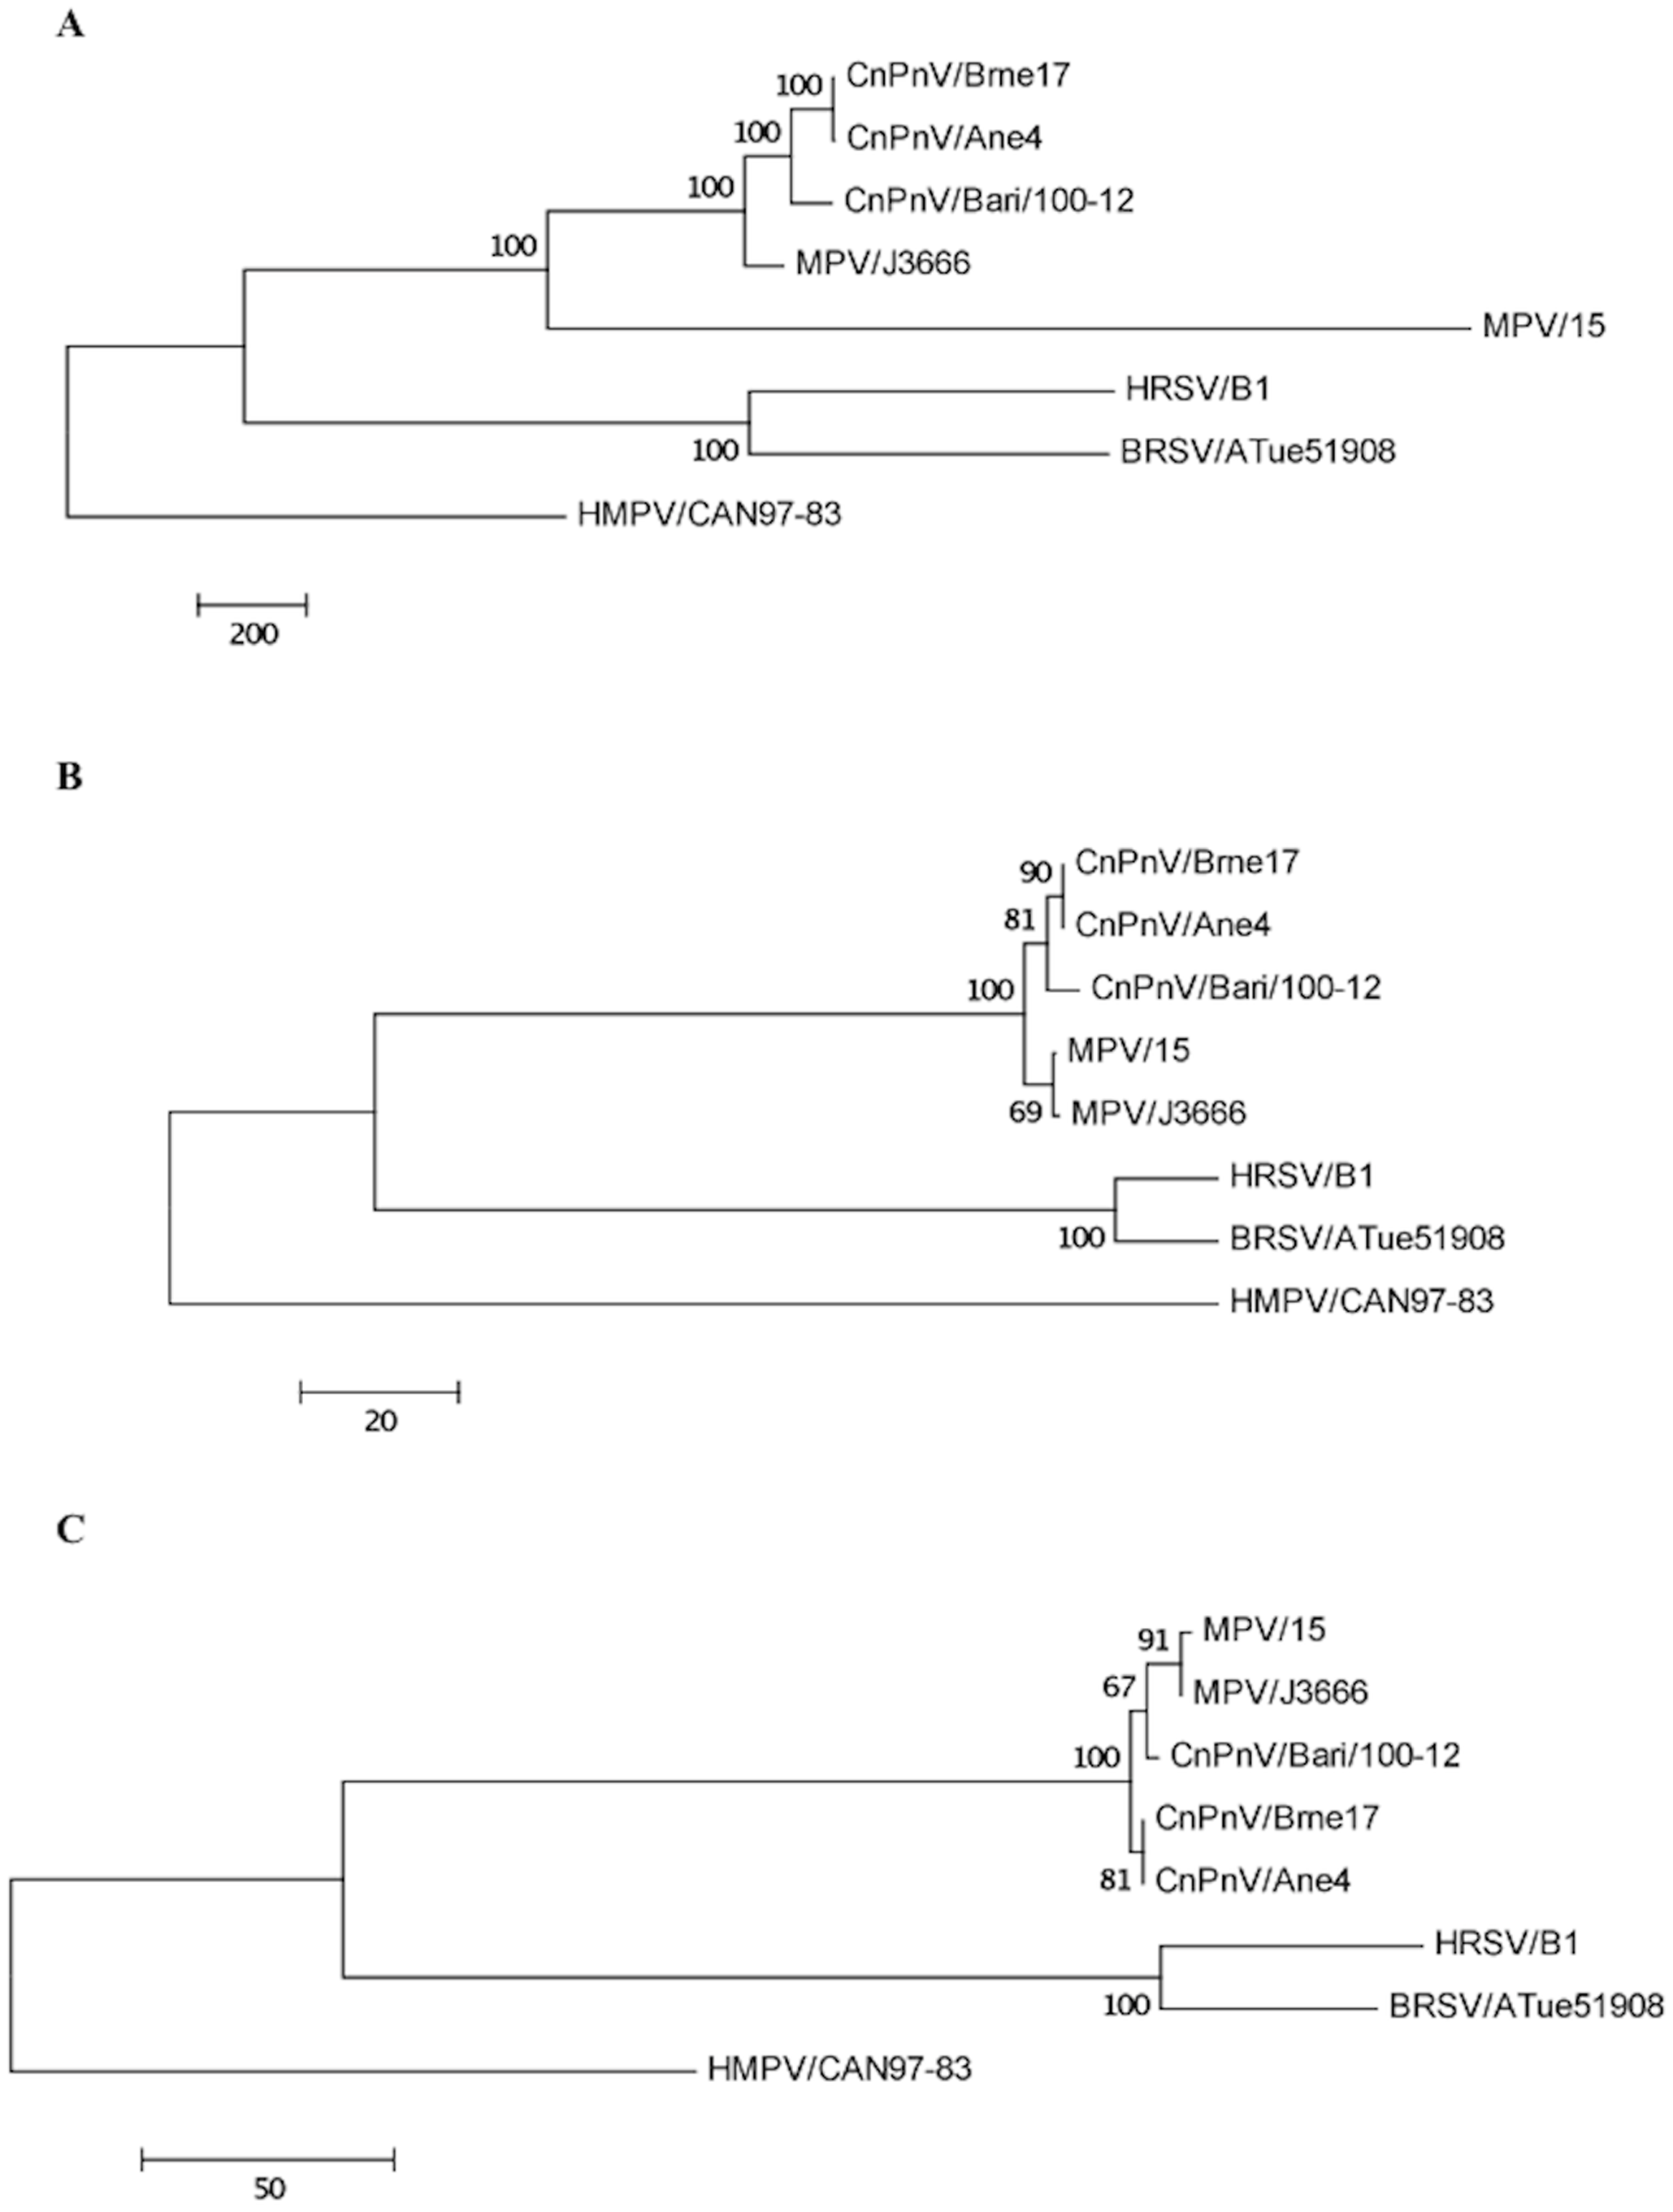 A
100 CnPnV/Brne17
100
CnPnV/Ane4
100
CnPnV/Bari/100-12
100
MPV/J3666
MPV/15
HRSV/B1
100
BRSV/ATue51908
HMPV/CAN97-83
200
B
90 CnPnV/Brne17
81
CnPnV/Ane4
100
CnPnV/Bari/100-12
MPV/15
69 MPV/J3666
HRSV/B1
100
BRSV/ATue51908
HMPV/CAN97-83
20
C
91 MPV/15
67
MPV/J3666
100
CnPnV/Bari/100-12
CnPnV/Brne17
81 CnPnV/Ane4
HRSV/B1
100
BRSV/ATue51908
HMPV/CAN97-83
50